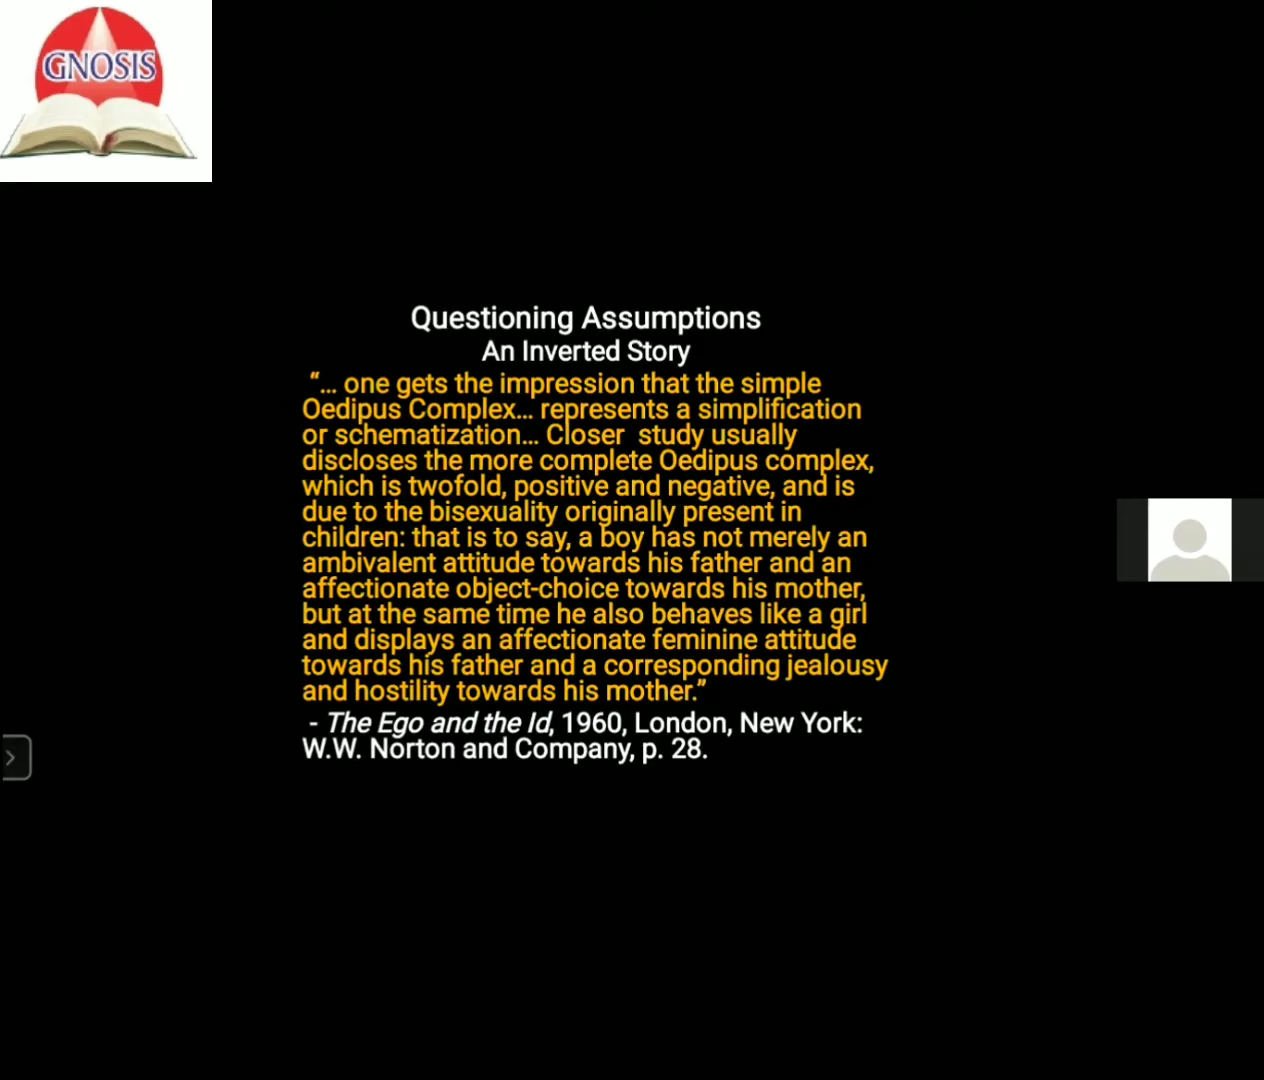 GNOSIS
Questioning Assumptions
An Inverted Story
“... one gets the impression that the simple
Oedipus Complex... represents a simplification
or schematization... Closer study usually
discloses the more complete Oedipus complex,
which is twofold, positive and negative, and is
due to the bisexuality originally present in
children: that is to say, a boy has not merely an
ambivalent attitude towards his father and an
affectionate object-choice towards his mother,
but at the same time he also behaves like a girl
and displays an affectionate feminine attitude
towards his father and a corresponding jealousy
and hostility towards his mother.”
- The Ego and the Id, 1960, London, New York:
W.W. Norton and Company, p. 28.